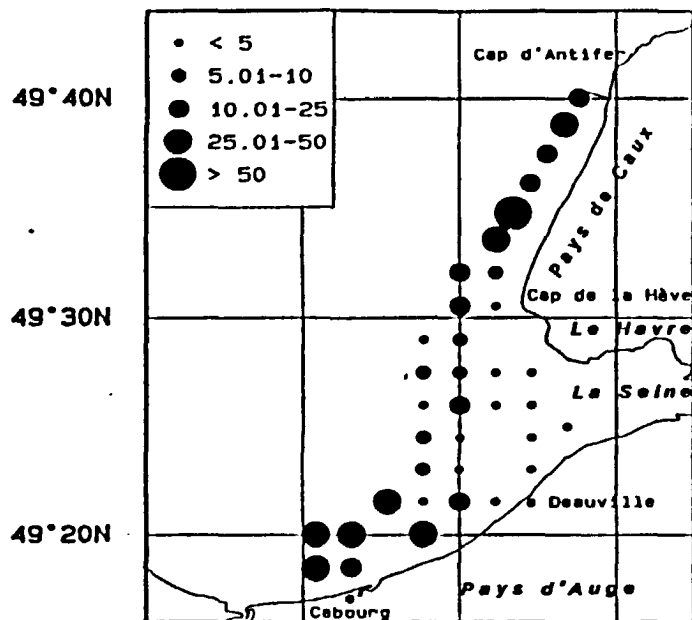 < 5
5.01-10
10.01-25
25.01-50
> 50
Cap d'Antifer
49°40N
Pays de Caux
Cap de la Hève
49°30N
Le Havre
La Seine
Deauville
49°20N
Pays d'Auge
Cabourg